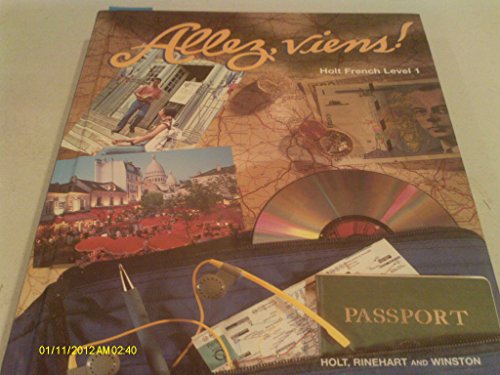 Allez, viens!
Holt French Level 1
PASSPORT
HOLT, RINEHART AND WINSTON
01/11/2012 AM 02:40